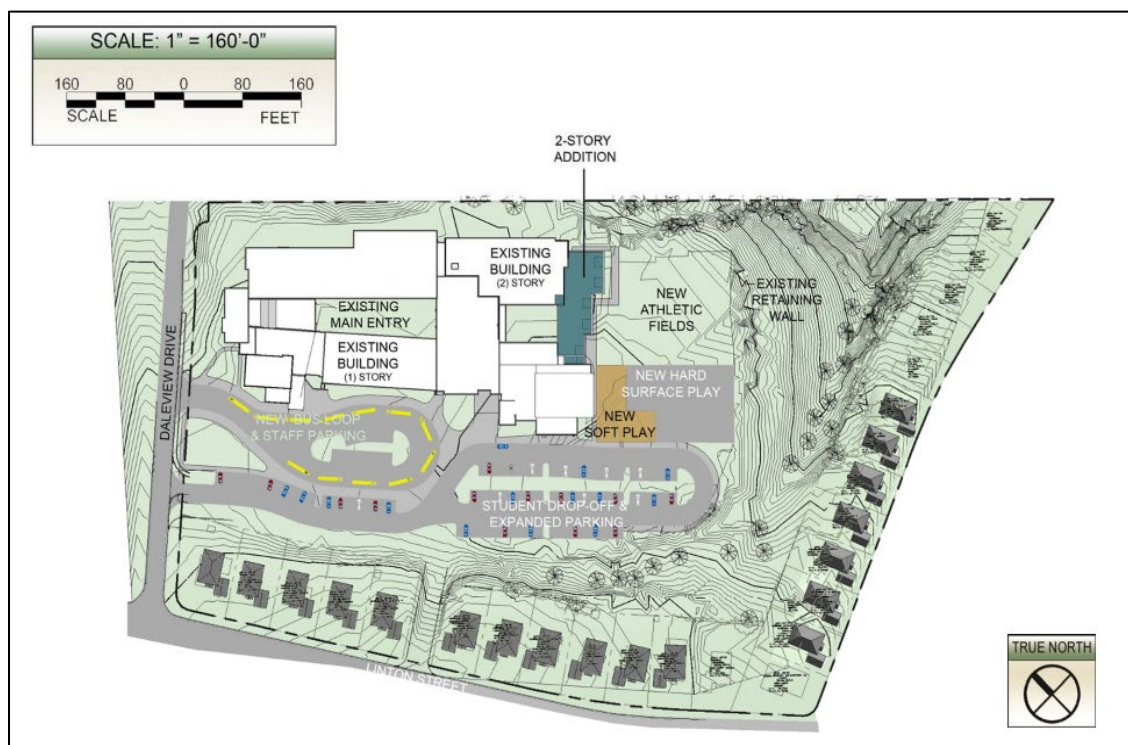 SCALE: 1" = 160'-0"
160 80 0 80 160
SCALE FEET
2-STORY
ADDITION
EXISTING
BUILDING
(2) STORY
EXISTING
MAIN ENTRY
NEW
ATHLETIC
FIELDS
EXISTING
RETAINING
WALL
EXISTING
BUILDING
(1) STORY
DALEVIEW DRIVE
NEW HARD
SURFACE PLAY
NEW
SOFT PLAY
NEW BUS LOOP
& STAFF PARKING
STUDENT DROP-OFF &
EXPANDED PARKING
LINTON STREET
TRUE NORTH